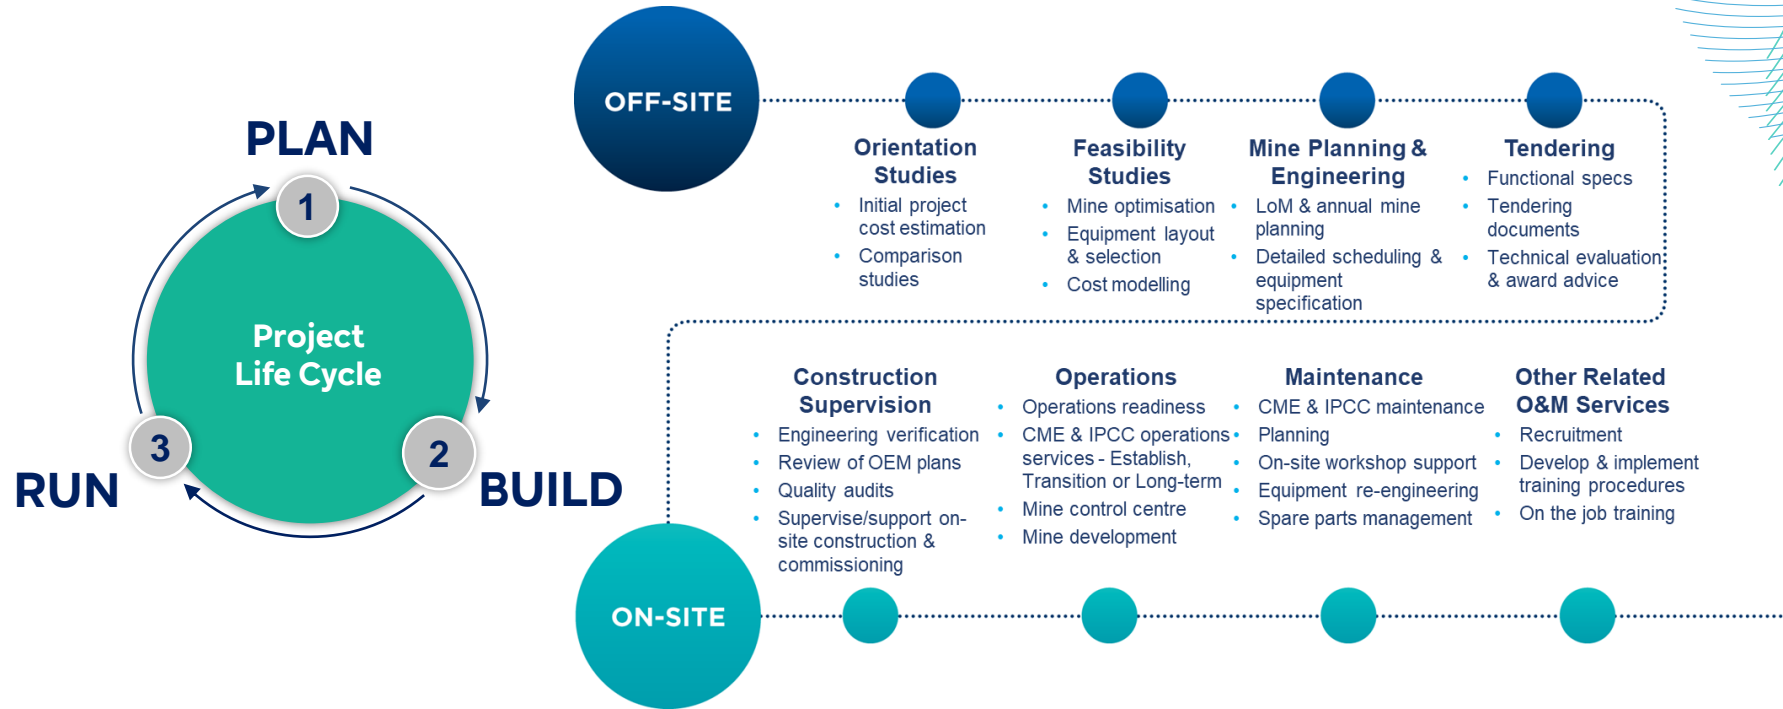 PLAN
1
Project
Life Cycle
3
2
RUN
BUILD
OFF-SITE
Orientation
Studies
• Initial project
cost estimation
• Comparison
studies
Feasibility
Studies
• Mine optimisation
• Equipment layout
& selection
• Cost modelling
Mine Planning &
Engineering
• LoM & annual mine
planning
• Detailed scheduling &
equipment
specification
Tendering
• Functional specs
• Tendering
documents
• Technical evaluation
& award advice
Construction
Supervision
• Engineering verification
• Review of OEM plans
• Quality audits
• Supervise/support on-
site construction &
commissioning
Operations
• Operations readiness
• CME & IPCC operations
services - Establish,
Transition or Long-term
• Mine control centre
• Mine development
Maintenance
• CME & IPCC maintenance
• Planning
• On-site workshop support
• Equipment re-engineering
• Spare parts management
Other Related
O&M Services
• Recruitment
• Develop & implement
training procedures
• On the job training
ON-SITE